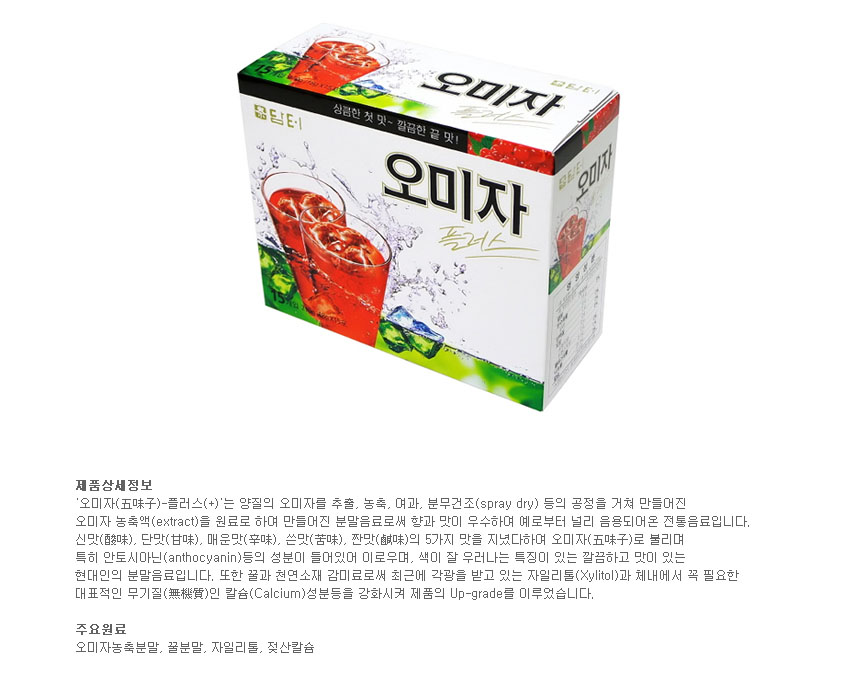 오미자
플러스
담터
담터
상큼한 첫 맛~ 깔끔한 끝 맛!
오미자
플러스
담터
오미자
15
제품상세정보
'오미자(五味子)-플러스(+)'는 양질의 오미자를 추출, 농축, 여과, 분무건조(spray dry) 등의 공정을 거쳐 만들어진
오미자 농축액(extract)을 원료로 하여 만들어진 분말음료로써 향과 맛이 우수하여 예로부터 널리 음용되어온 전통음료입니다.
신맛(酸味), 단맛(甘味), 매운맛(辛味), 쓴맛(苦味), 짠맛(鹹味)의 5가지 맛을 지녔다하여 오미자(五味子)로 불리며
특히 안토시아닌(anthocyanin)등의 성분이 들어있어 이로우며, 색이 잘 우러나는 특징이 있는 깔끔하고 맛이 있는
현대인의 분말음료입니다. 또한 꿀과 천연소재 감미료로써 최근에 각광을 받고 있는 자일리톨(Xylitol)과 체내에서 꼭 필요한
대표적인 무기질(無機質)인 칼슘(Calcium)성분등을 강화시켜 제품의 Up-grade를 이루었습니다.
주요원료
오미자농축분말, 꿀분말, 자일리톨, 젖산칼슘